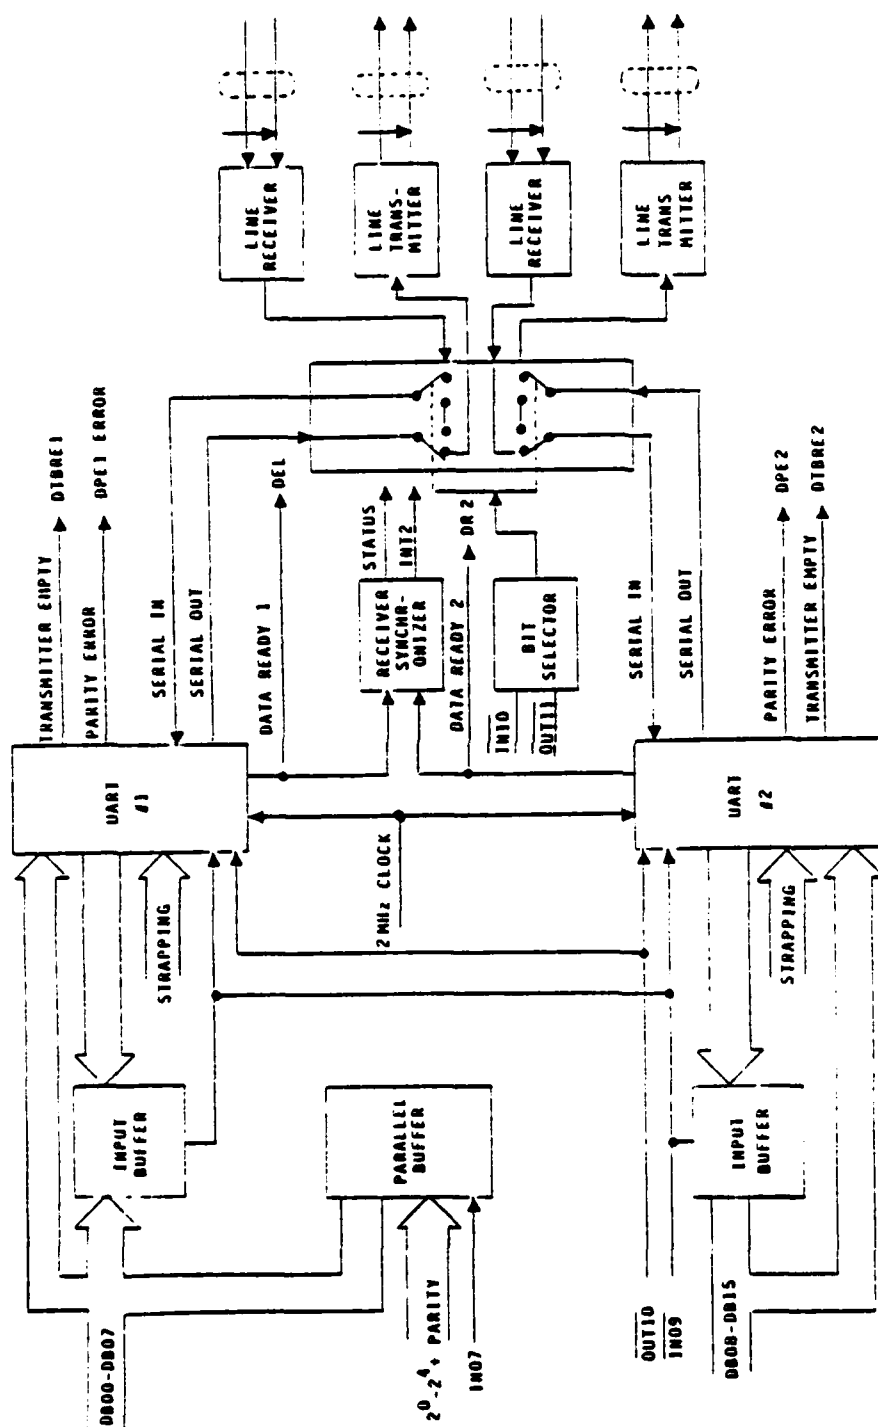 TRANSMITTER EMPTY
DTBRE1
PARITY ERROR
DPE1 ERROR
SERIAL IN
SERIAL OUT
DATA READY 1
DEL
UART
#1
STRAPPING
INPUT
BUFFER
DB00-DB07
LINE
RECEIVER
LINE
TRANS-
MITTER
LINE
RECEIVER
LINE
TRANS
MITTER
STATUS
INT2
RECEIVER
SYNCHR-
ONIZER
DATA READY 2
DR2
2 MHz CLOCK
IN10
OUT11
BIT
SELECTOR
PARALLEL
BUFFER
2⁰-2⁴ + PARITY
IN07
SERIAL IN
SERIAL OUT
PARITY ERROR
DPE2
TRANSMITTER EMPTY
DTBRE2
UART
#2
STRAPPING
OUT10
IN09
INPUT
BUFFER
DB08-DB15